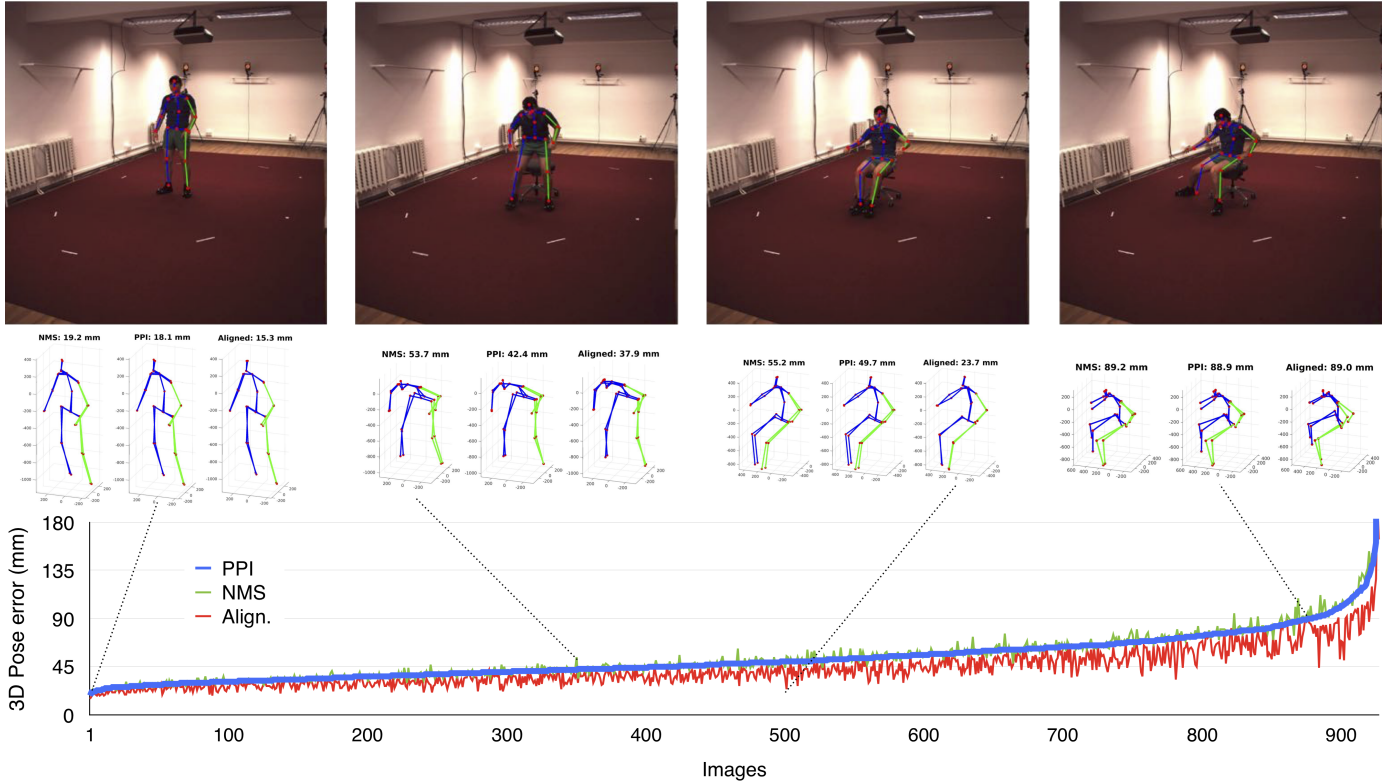 NMS: 19.2 mm PPI: 18.1 mm Aligned: 15.3 mm
NMS: 53.7 mm PPI: 42.4 mm Aligned: 37.9 mm
NMS: 55.2 mm PPI: 49.7 mm Aligned: 23.7 mm
NMS: 89.2 mm PPI: 88.9 mm Aligned: 89.0 mm
3D Pose error (mm)
180
135
90
45
0
PPI
NMS
Align.
1 100 200 300 400 500 600 700 800 900
Images